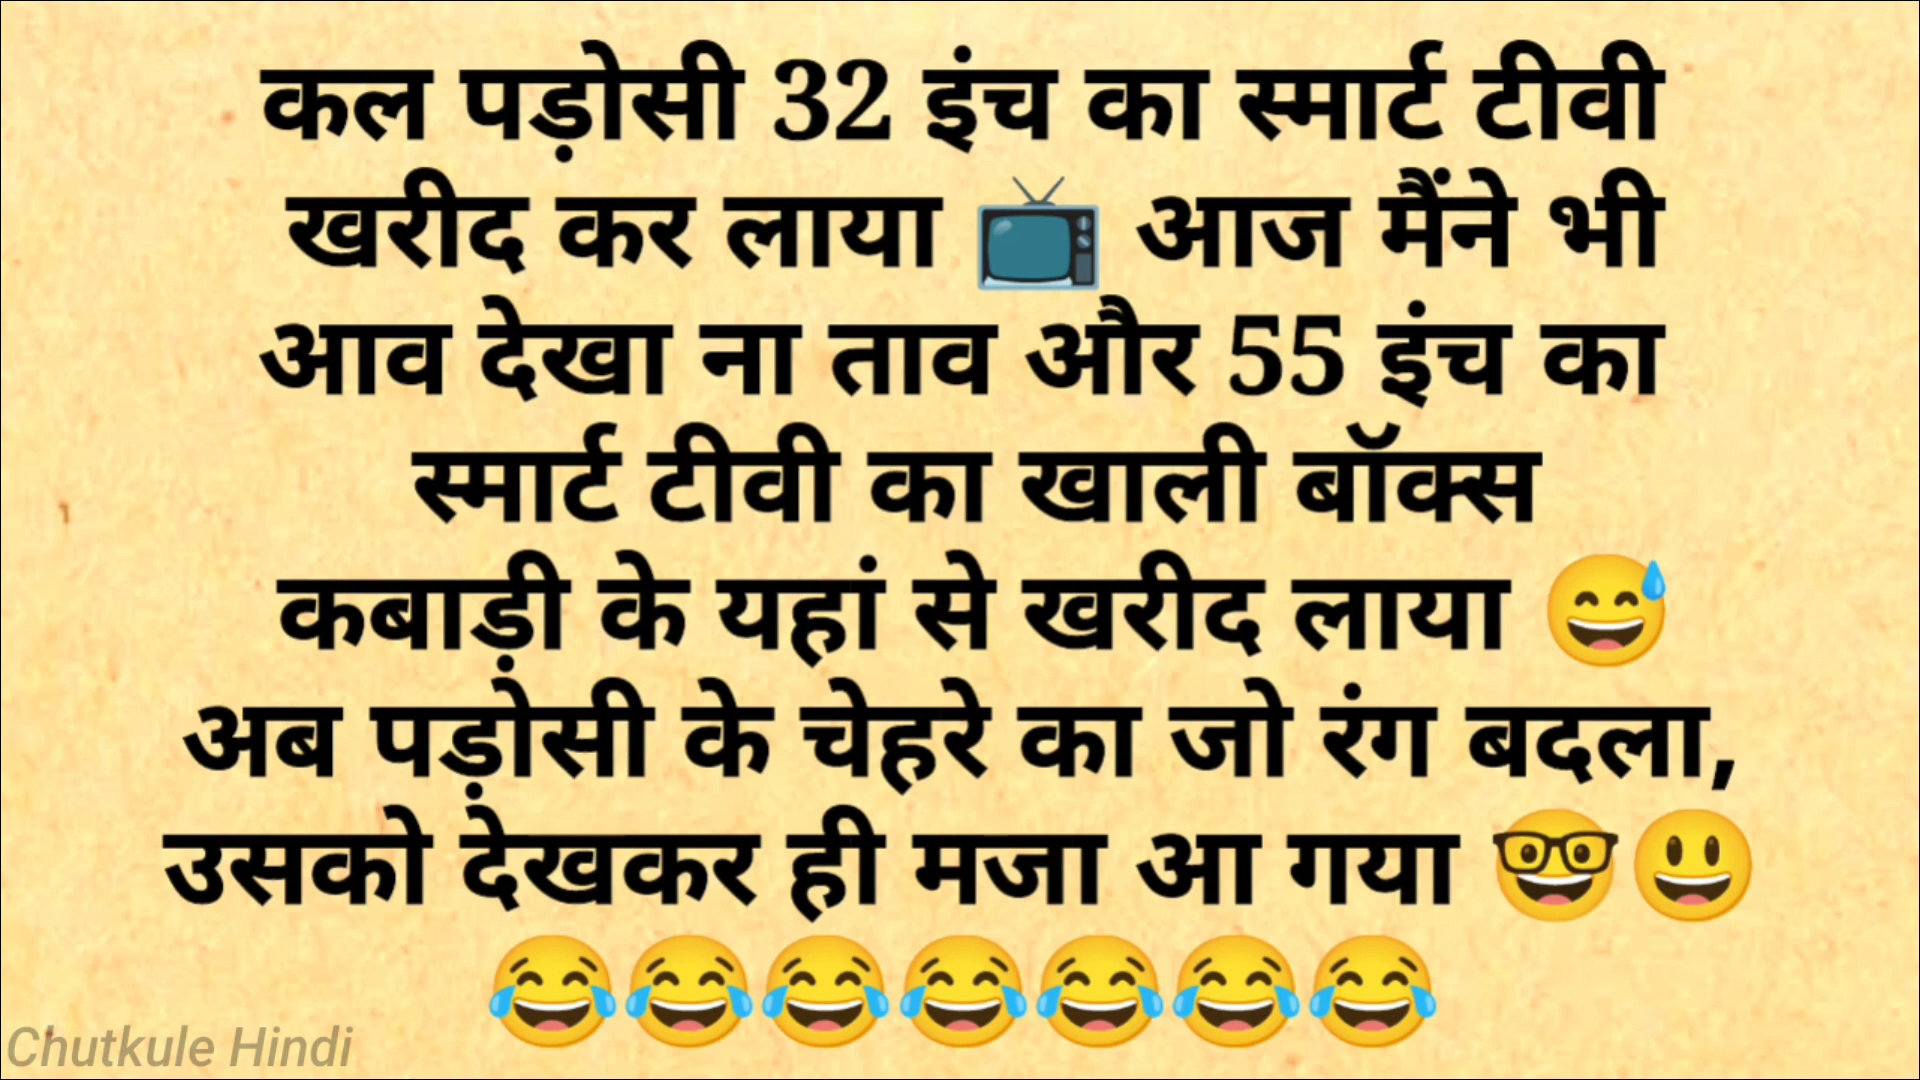 कल पड़ोसी 32 इंच का स्मार्ट टीवी
खरीद कर लाया 📺 आज मैंने भी
आव देखा ना ताव और 55 इंच का
स्मार्ट टीवी का खाली बॉक्स
कबाड़ी के यहां से खरीद लाया 😅
अब पड़ोसी के चेहरे का जो रंग बदला,
उसको देखकर ही मजा आ गया 🤓😃
😂😂😂😂😂😂😂
Chutkule Hindi